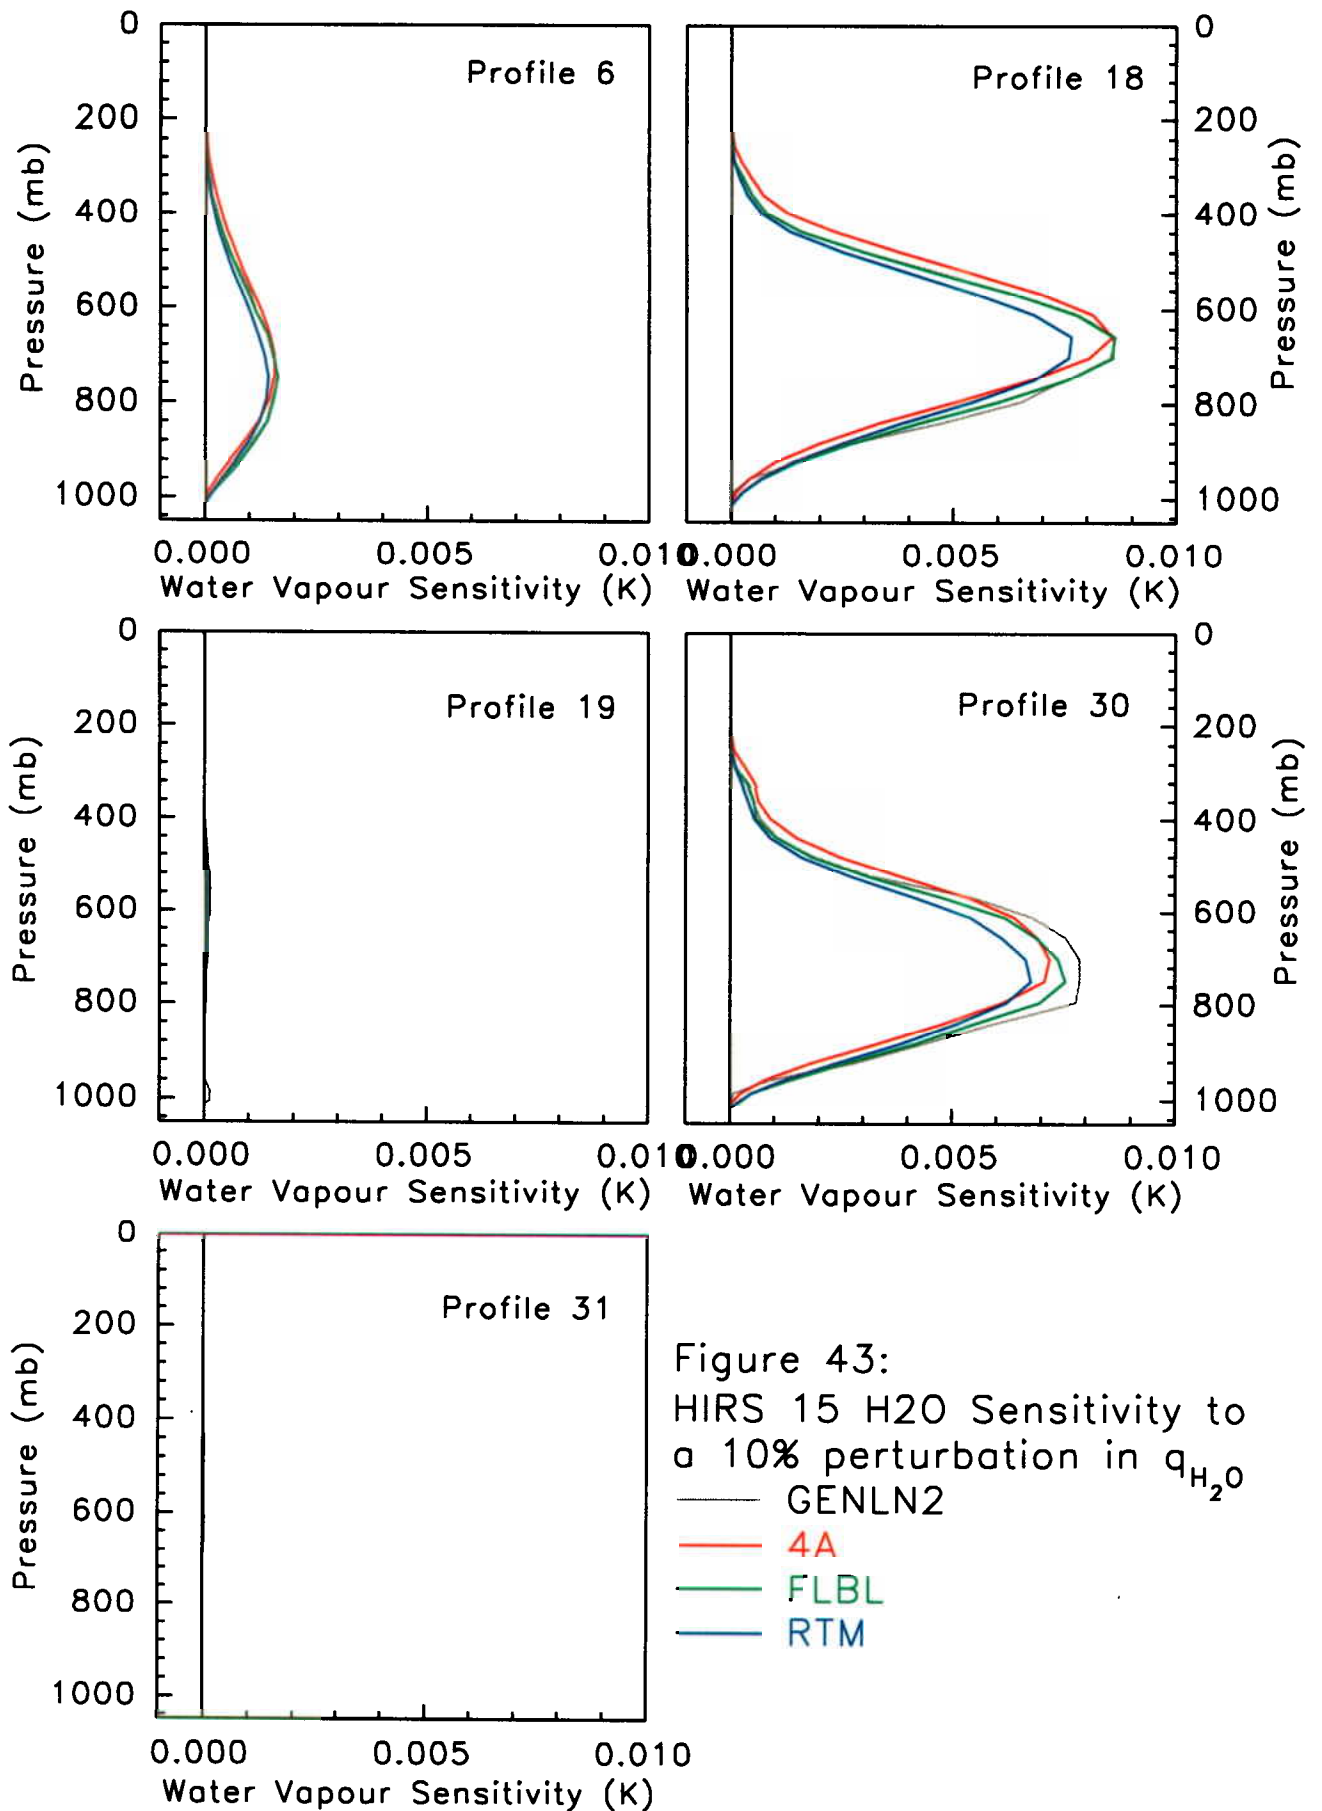 0
200
400
600
800
1000
Pressure (mb)
Profile 6
0.000 0.005 0.010
Water Vapour Sensitivity (K)
Profile 18
0
200
400
600
800
1000
Pressure (mb)
0.000 0.005 0.010
Water Vapour Sensitivity (K)
0
200
400
600
800
1000
Pressure (mb)
Profile 19
0.000 0.005 0.010
Water Vapour Sensitivity (K)
Profile 30
0
200
400
600
800
1000
Pressure (mb)
0.000 0.005 0.010
Water Vapour Sensitivity (K)
0
200
400
600
800
1000
Pressure (mb)
Profile 31
0.000 0.005 0.010
Water Vapour Sensitivity (K)
Figure 43:
HIRS 15 H2O Sensitivity to
a 10% perturbation in q_H₂O
GENLN2
4A
FLBL
RTM